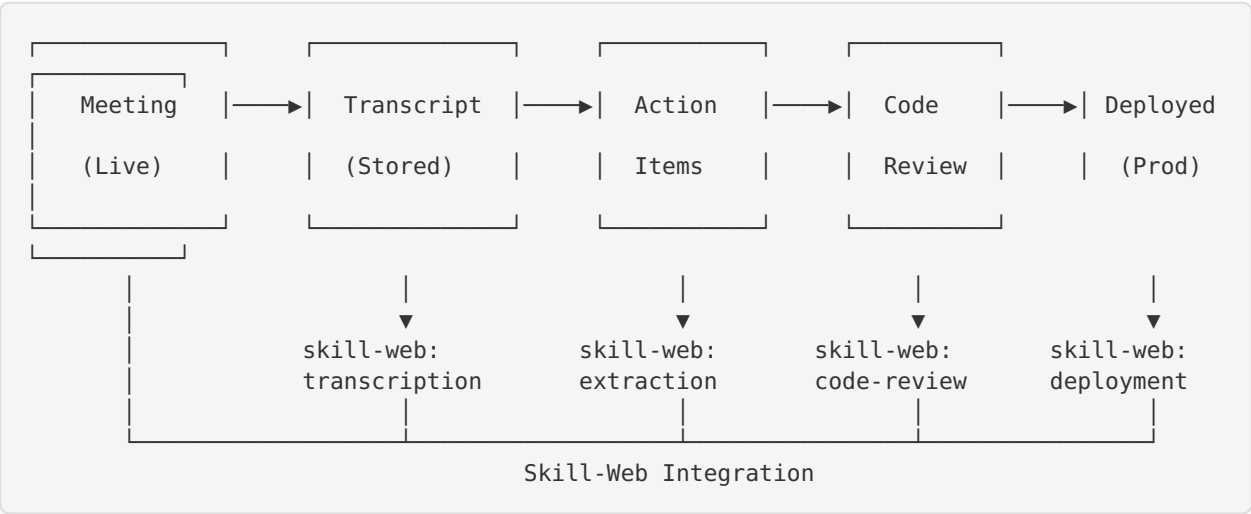 Meeting Transcript Action Code Deployed
(Live) (Stored) Items Review (Prod)
skill-web: skill-web: skill-web: skill-web:
transcription extraction code-review deployment
Skill-Web Integration